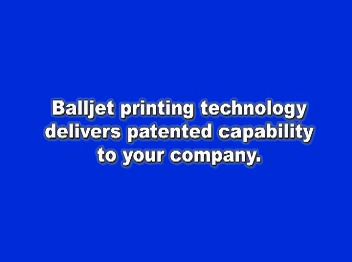 Balljet printing technology
delivers patented capability
to your company.